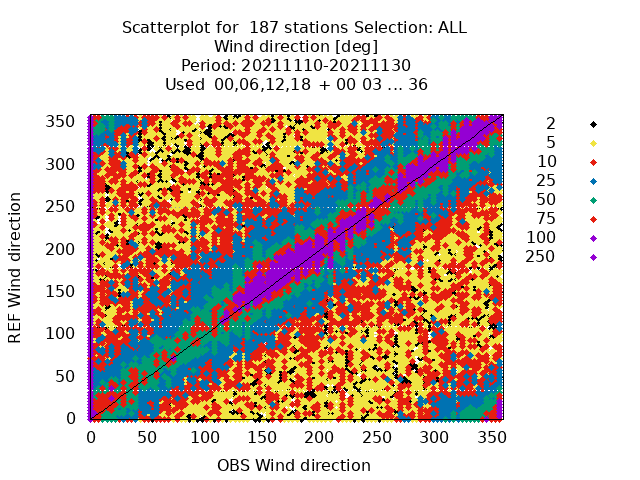 Scatterplot for  187 stations Selection: ALL
Wind direction [deg]
Period: 20211110-20211130
Used  00,06,12,18  + 00 03 ... 36
350
300
250
200
150
100
50
0
REF Wind direction
0 50 100 150 200 250 300 350
OBS Wind direction
2
5
10
25
50
75
100
250